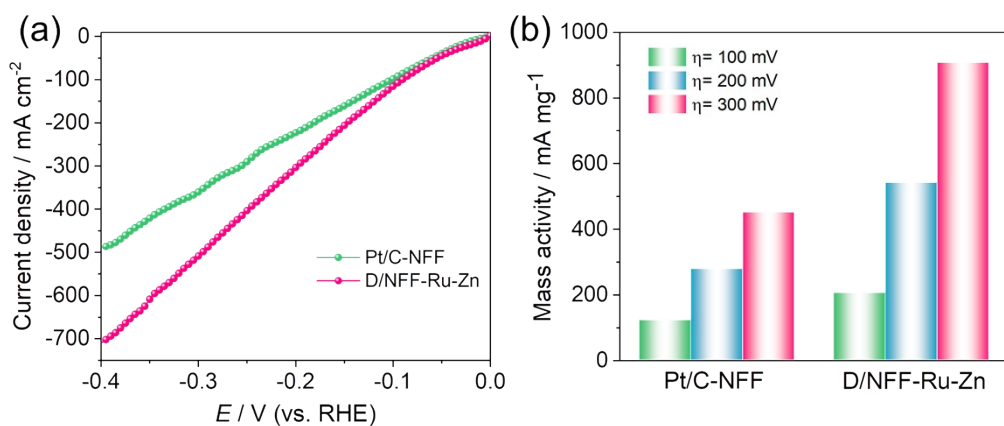 (a)
0
-100
-200
-300
-400
-500
-600
-700
Current density / mA cm⁻²
Pt/C-NFF
D/NFF-Ru-Zn
-0.4 -0.3 -0.2 -0.1 0.0
E / V (vs. RHE)
(b)
1000
800
600
400
200
0
Mass activity / mA mg⁻¹
η= 100 mV
η= 200 mV
η= 300 mV
Pt/C-NFF D/NFF-Ru-Zn